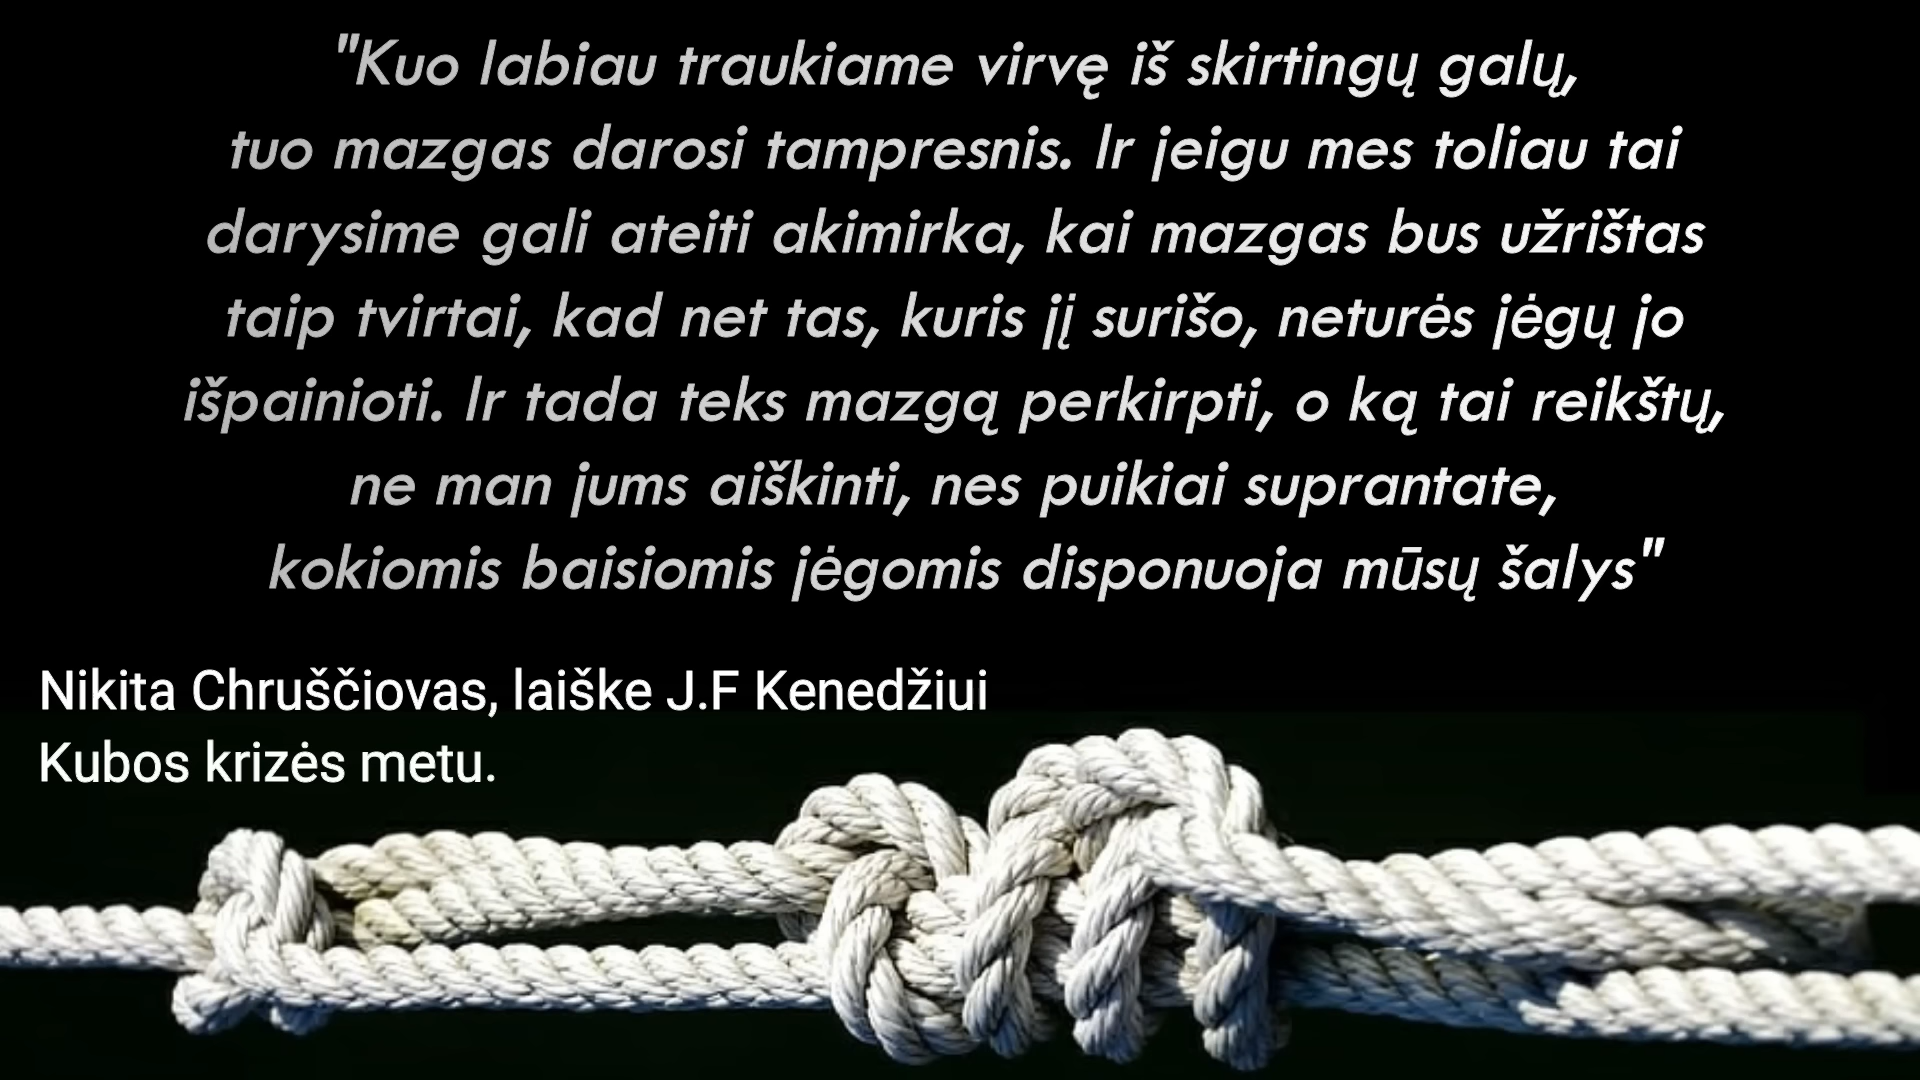 "Kuo labiau traukiame virvę iš skirtingų galų,
tuo mazgas darosi tampresnis. Ir jeigu mes toliau tai
darysime gali ateiti akimirka, kai mazgas bus užrištas
taip tvirtai, kad net tas, kuris jį surišo, neturės jėgų jo
išpainioti. Ir tada teks mazgą perkirpti, o ką tai reikštų,
ne man jums aiškinti, nes puikiai suprantate,
kokiomis baisiomis jėgomis disponuoja mūsų šalys"
Nikita Chruščiovas, laiške J.F Kenedžiui
Kubos krizės metu.